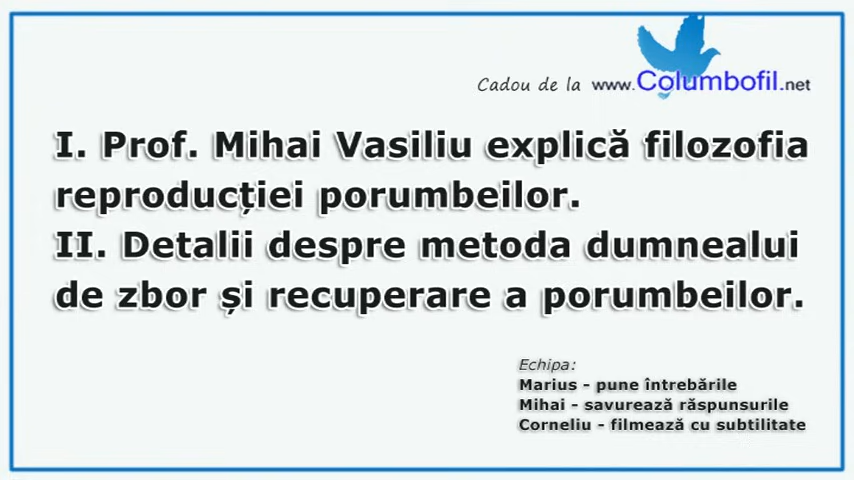 Cadou de la www.Columbofil.net
I. Prof. Mihai Vasiliu explică filozofia
reproducției porumbeilor.
II. Detalii despre metoda dumnealui
de zbor și recuperare a porumbeilor.
Echipa:
Marius - pune întrebările
Mihai - savurează răspunsurile
Corneliu - filmează cu subtilitate